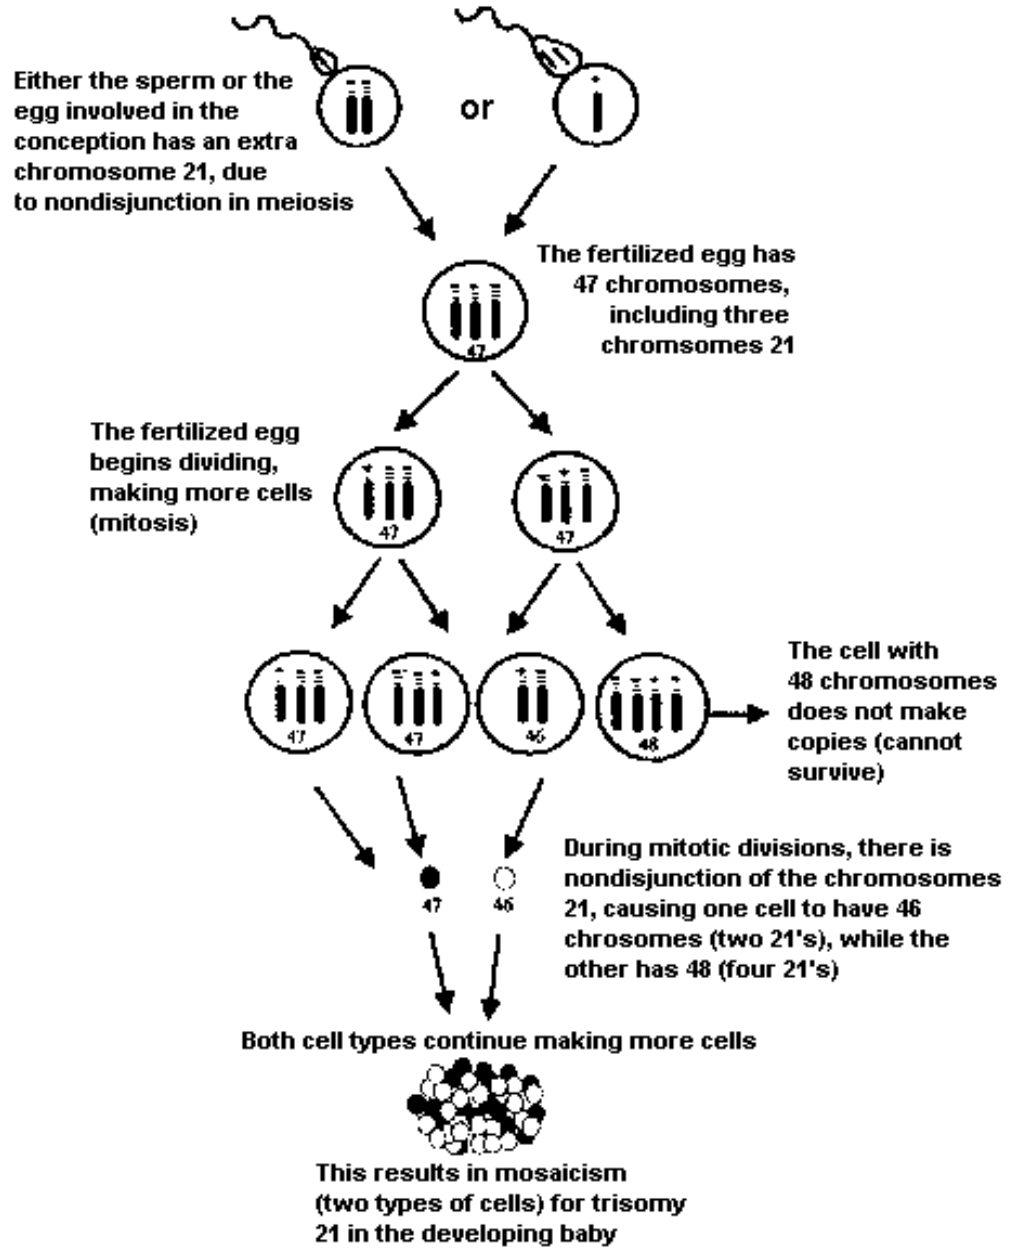 Either the sperm or the
egg involved in the
conception has an extra
chromosome 21, due
to nondisjunction in meiosis
or
The fertilized egg has
47 chromosomes,
including three
chromsomes 21
47
The fertilized egg
begins dividing,
making more cells
(mitosis)
47
47
47
47
46
48
The cell with
48 chromosomes
does not make
copies (cannot
survive)
47
46
During mitotic divisions, there is
nondisjunction of the chromosomes
21, causing one cell to have 46
chrosomes (two 21's), while the
other has 48 (four 21's)
Both cell types continue making more cells
This results in mosaicism
(two types of cells) for trisomy
21 in the developing baby